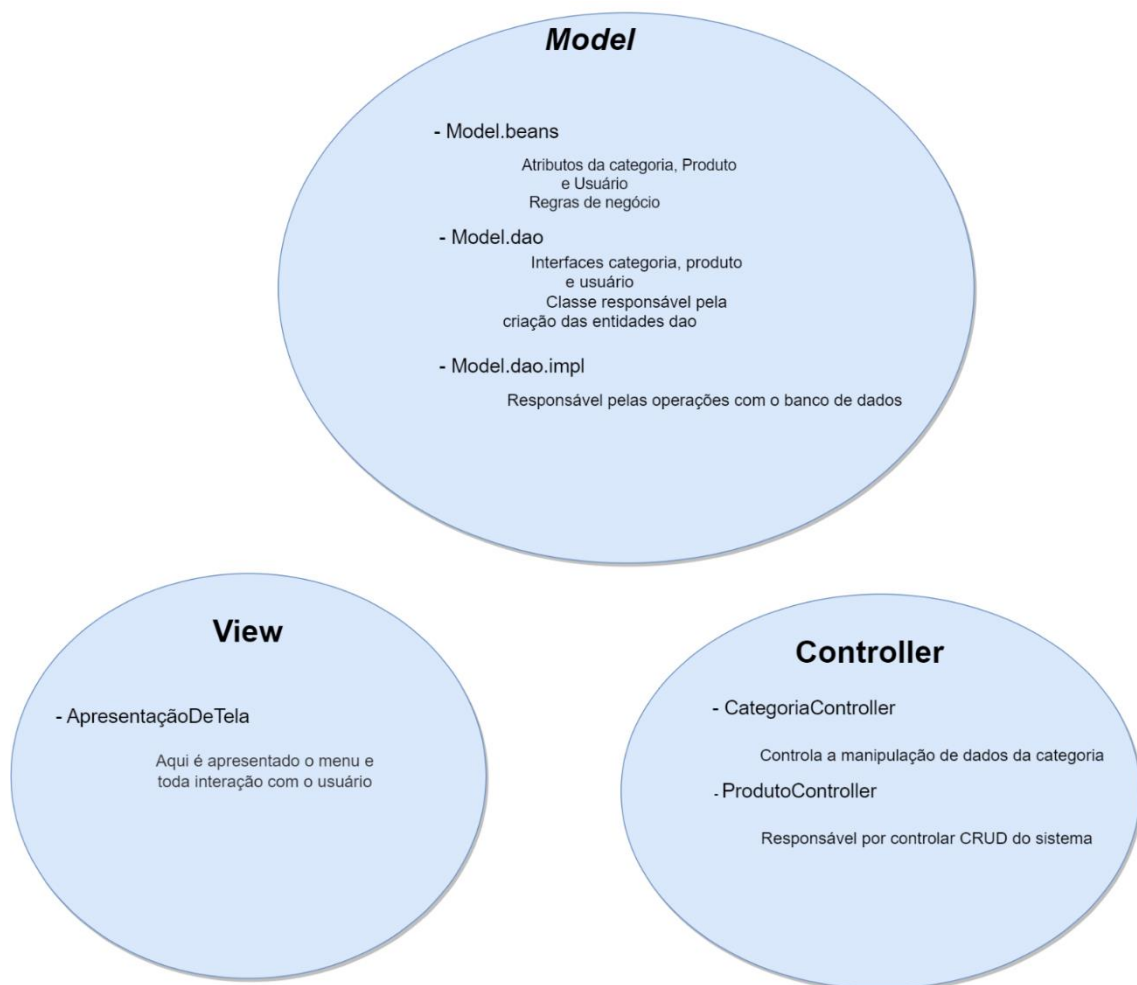 Model
- Model.beans
Atributos da categoria, Produto
e Usuário
Regras de negócio
- Model.dao
Interfaces categoria, produto
e usuário
Classe responsável pela
criação das entidades dao
- Model.dao.impl
Responsável pelas operações com o banco de dados
View
- ApresentaçãoDeTela
Aqui é apresentado o menu e
toda interação com o usuário
Controller
- CategoriaController
Controla a manipulação de dados da categoria
- ProdutoController
Responsável por controlar CRUD do sistema